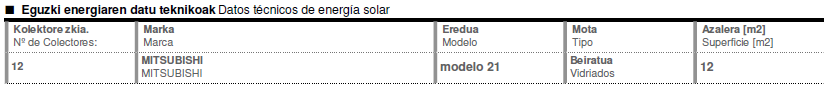 ■ Eguzki energiaren datu teknikoak Datos técnicos de energía solar
Kolektore zkia. Marka Eredua Mota Azalera [m2]
Nº de Colectores: Marca Modelo Tipo Superficie [m2]
12 MITSUBISHI modelo 21 Beiratua 12
MITSUBISHI Vidriados